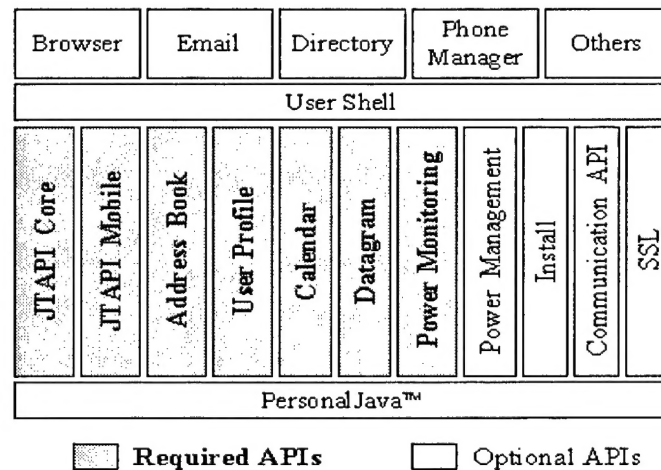 Browser
Email
Directory
Phone
Manager
Others
User Shell
JTAPI Core
JTAPI Mobile
Address Book
User Profile
Calendar
Datagram
Power Monitoring
Power Management
Install
Communication API
SSL
PersonalJava™
Required APIs
Optional APIs